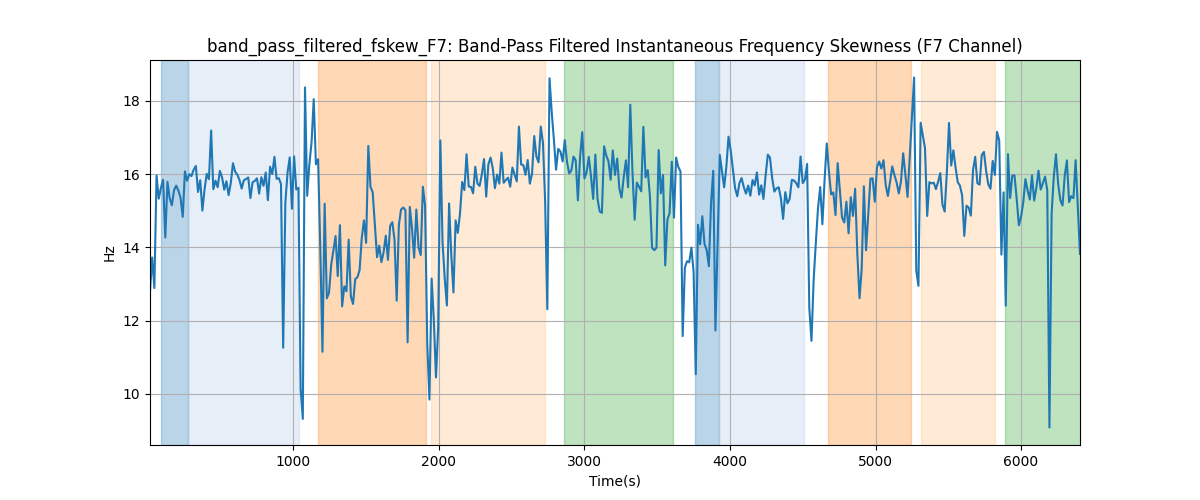 band_pass_filtered_fskew_F7: Band-Pass Filtered Instantaneous Frequency Skewness (F7 Channel)
18
16
14
12
10
Hz
1000 2000 3000 4000 5000 6000
Time(s)